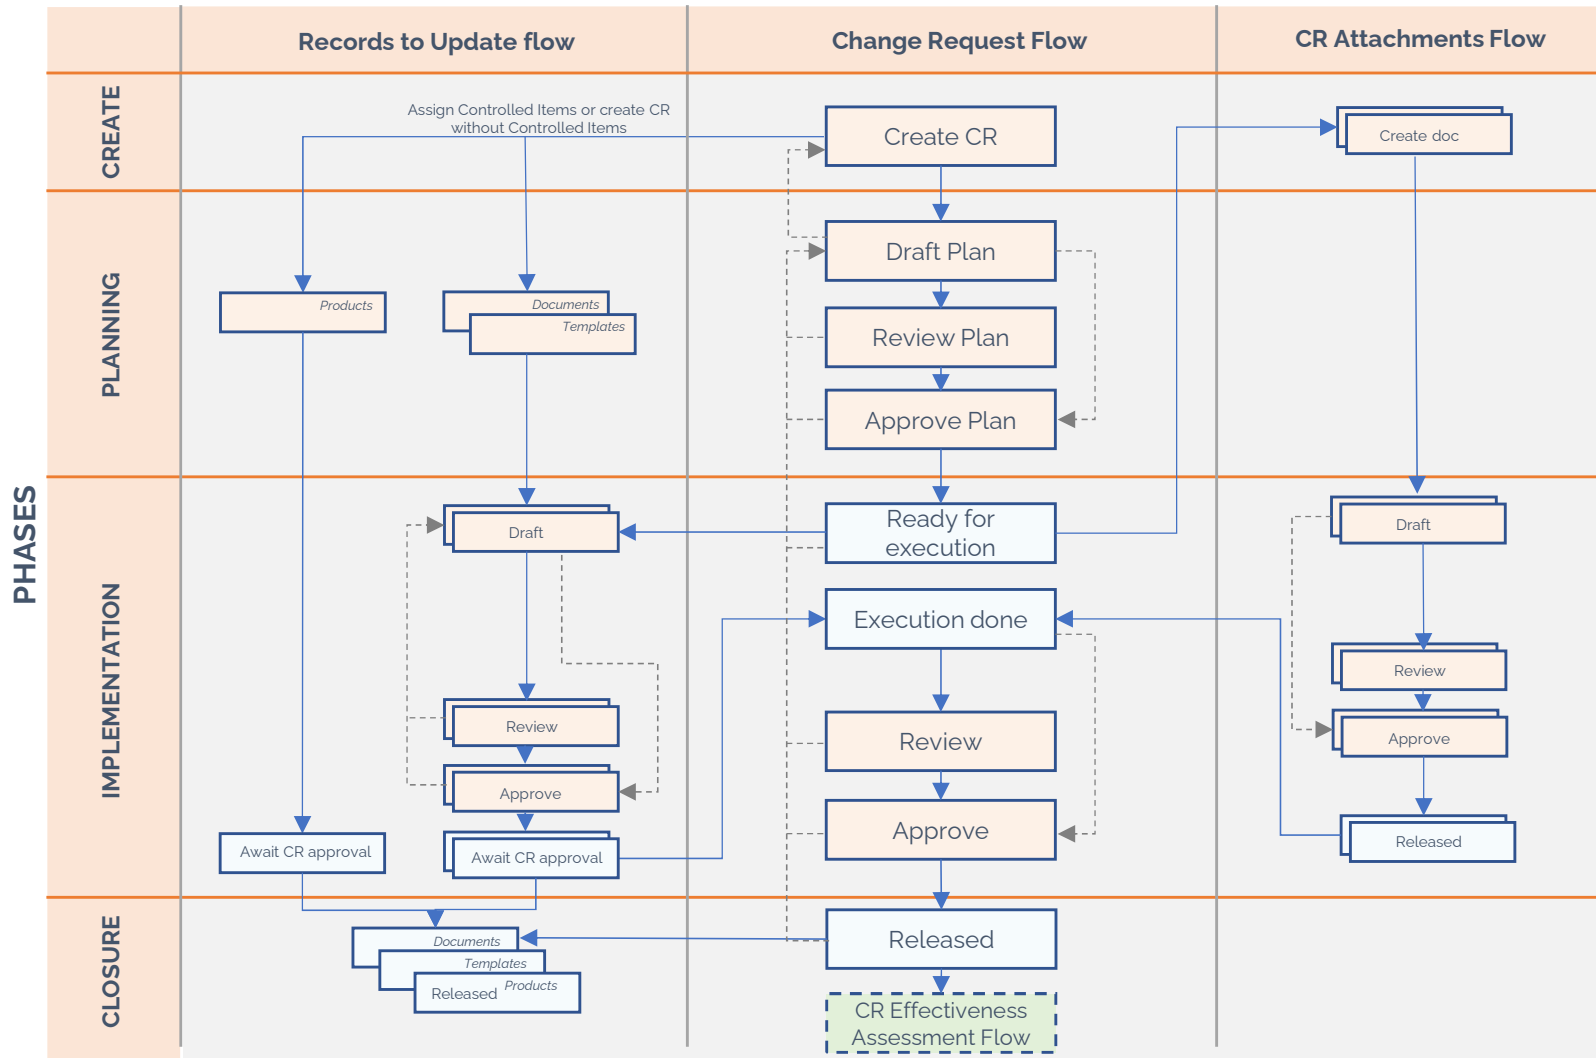 Records to Update flow
Change Request Flow
CR Attachments Flow
PHASES
CREATE
Assign Controlled Items or create CR
without Controlled Items
Create CR
Create doc
PLANNING
Products
Documents
Templates
Draft Plan
Review Plan
Approve Plan
IMPLEMENTATION
Draft
Review
Approve
Await CR approval
Await CR approval
Ready for
execution
Execution done
Review
Approve
Draft
Review
Approve
Released
CLOSURE
Documents
Templates
Products
Released
Released
CR Effectiveness
Assessment Flow